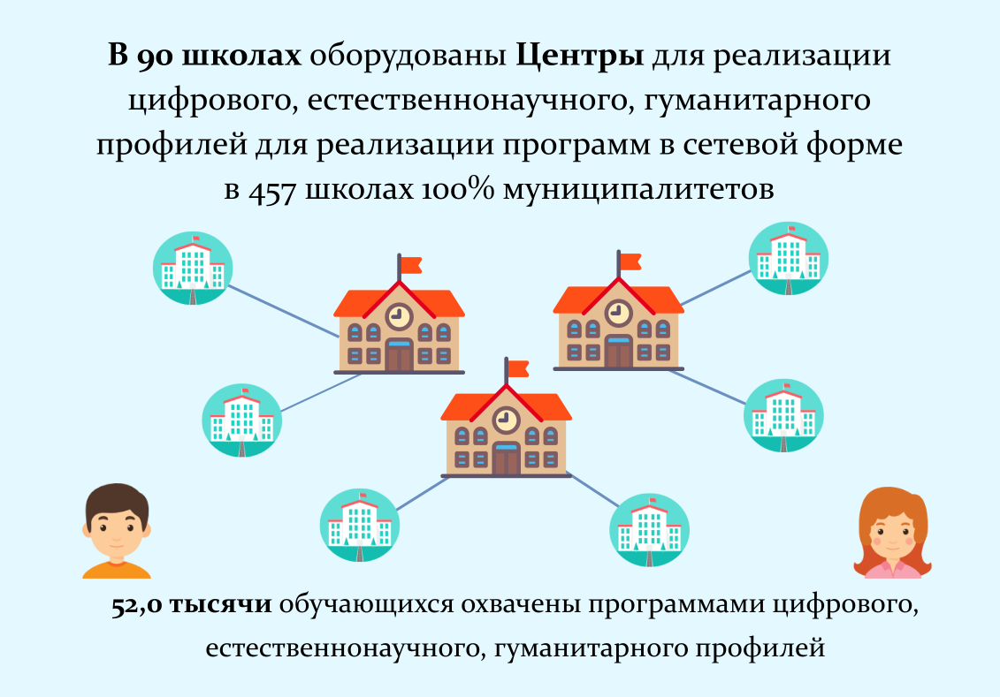 В 90 школах оборудованы Центры для реализации
цифрового, естественнонаучного, гуманитарного
профилей для реализации программ в сетевой форме
в 457 школах 100% муниципалитетов
52,0 тысячи обучающихся охвачены программами цифрового,
естественнонаучного, гуманитарного профилей